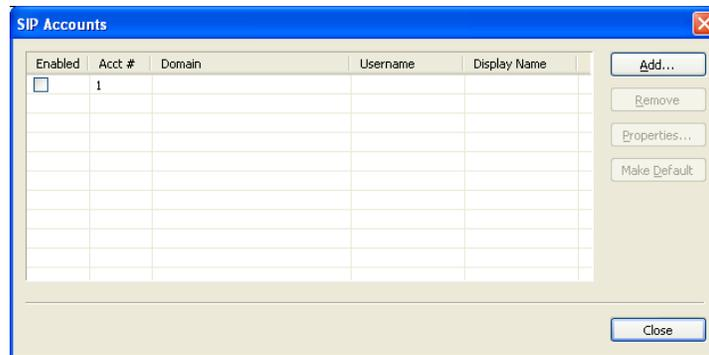 SIP Accounts
Enabled Acct # Domain Username Display Name
1
Add...
Remove
Properties...
Make Default
Close